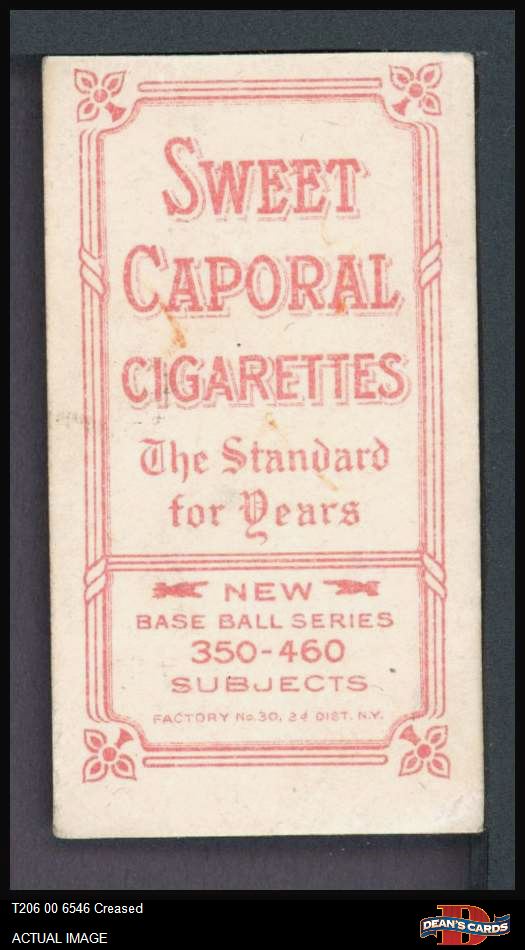 SWEET
CAPORAL
CIGARETTES
The Standard
for Years
NEW
BASE BALL SERIES
350-460
SUBJECTS
FACTORY No. 30, 2d DIST. N.Y.
T206 00 6546 Creased
ACTUAL IMAGE
DEAN'S CARDS